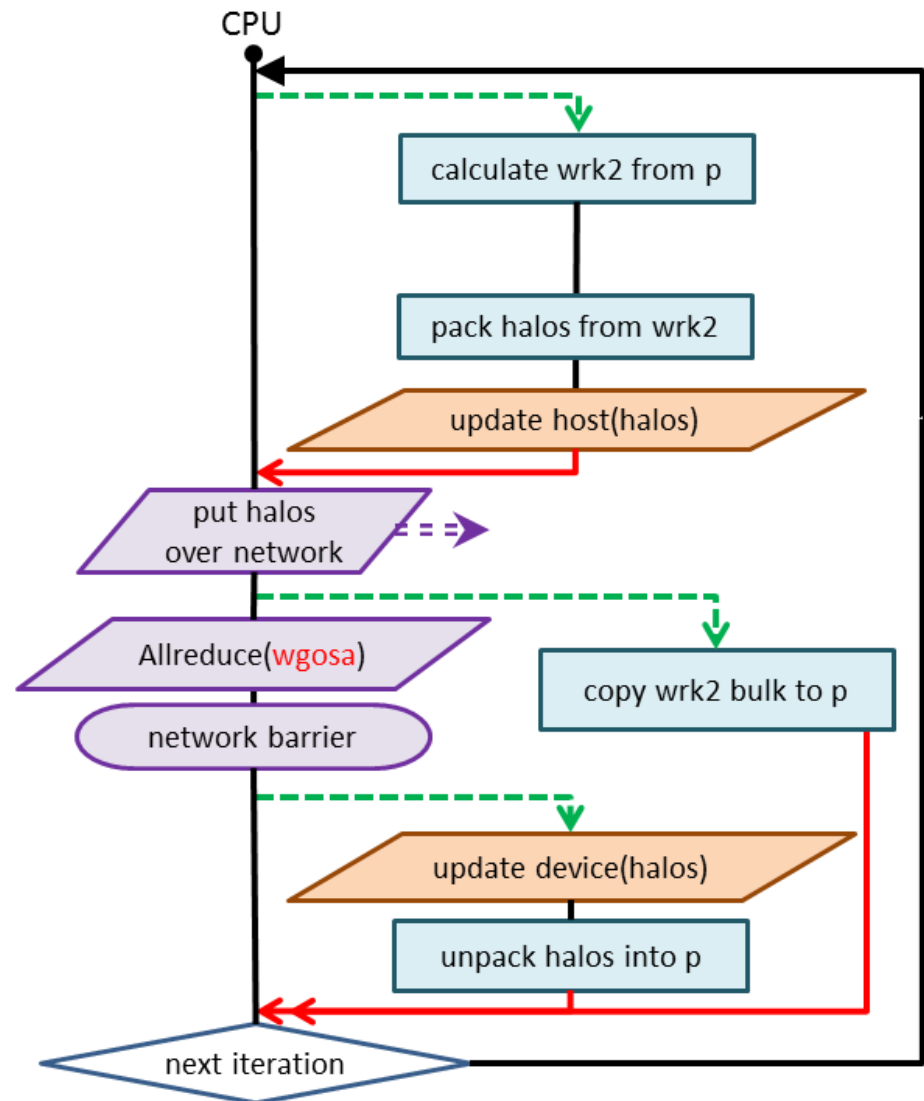 CPU
calculate wrk2 from p
pack halos from wrk2
update host(halos)
put halos
over network
Allreduce(wgosa)
copy wrk2 bulk to p
network barrier
update device(halos)
unpack halos into p
next iteration